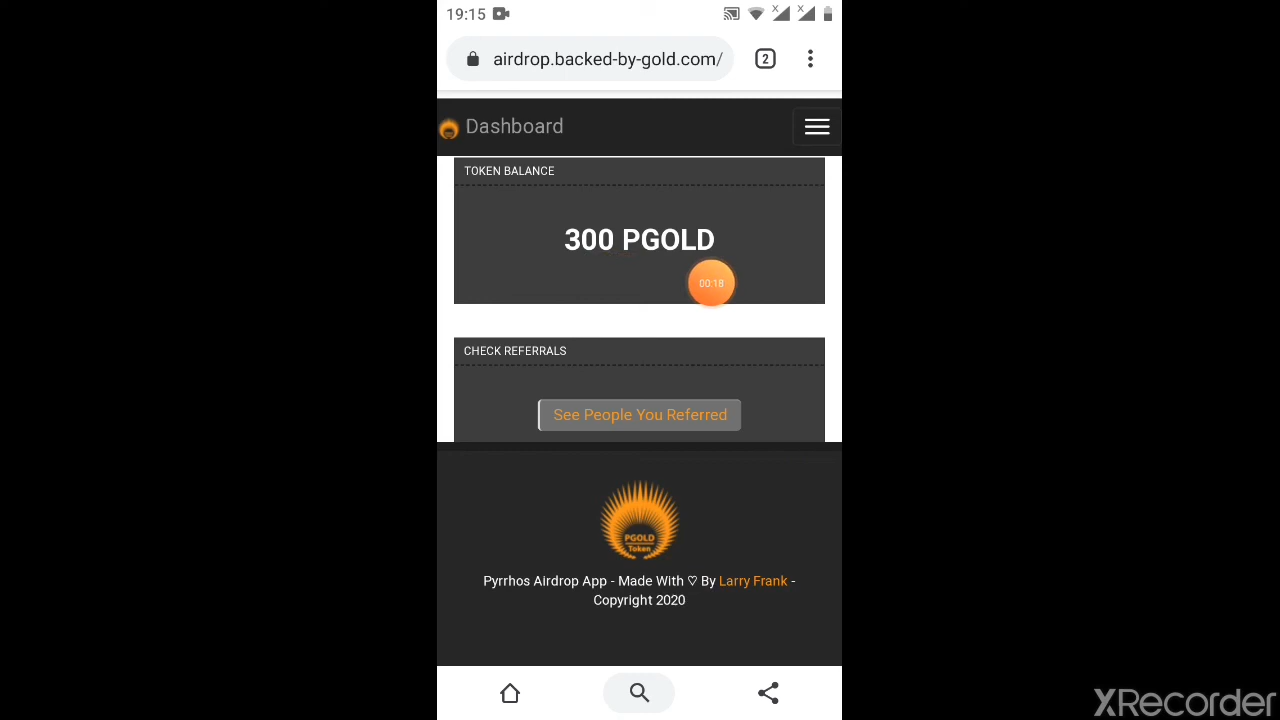 19:15
airdrop.backed-by-gold.com/
2
Dashboard
TOKEN BALANCE
300 PGOLD
00:18
CHECK REFERRALS
See People You Referred
PGOLD
Token
Pyrrhos Airdrop App - Made With ♡ By Larry Frank -
Copyright 2020
XRecorder